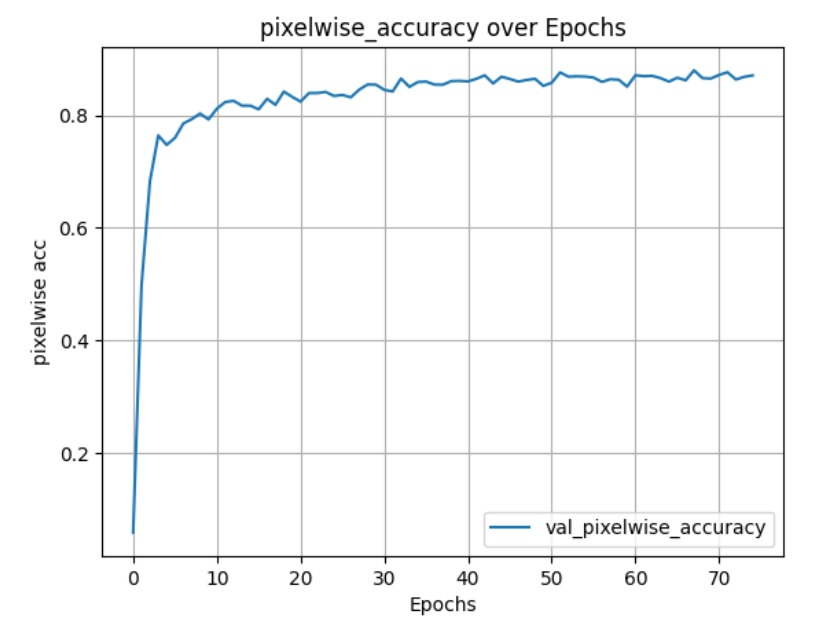 pixelwise_accuracy over Epochs
pixelwise acc
0.8
0.6
0.4
0.2
val_pixelwise_accuracy
0 10 20 30 40 50 60 70
Epochs